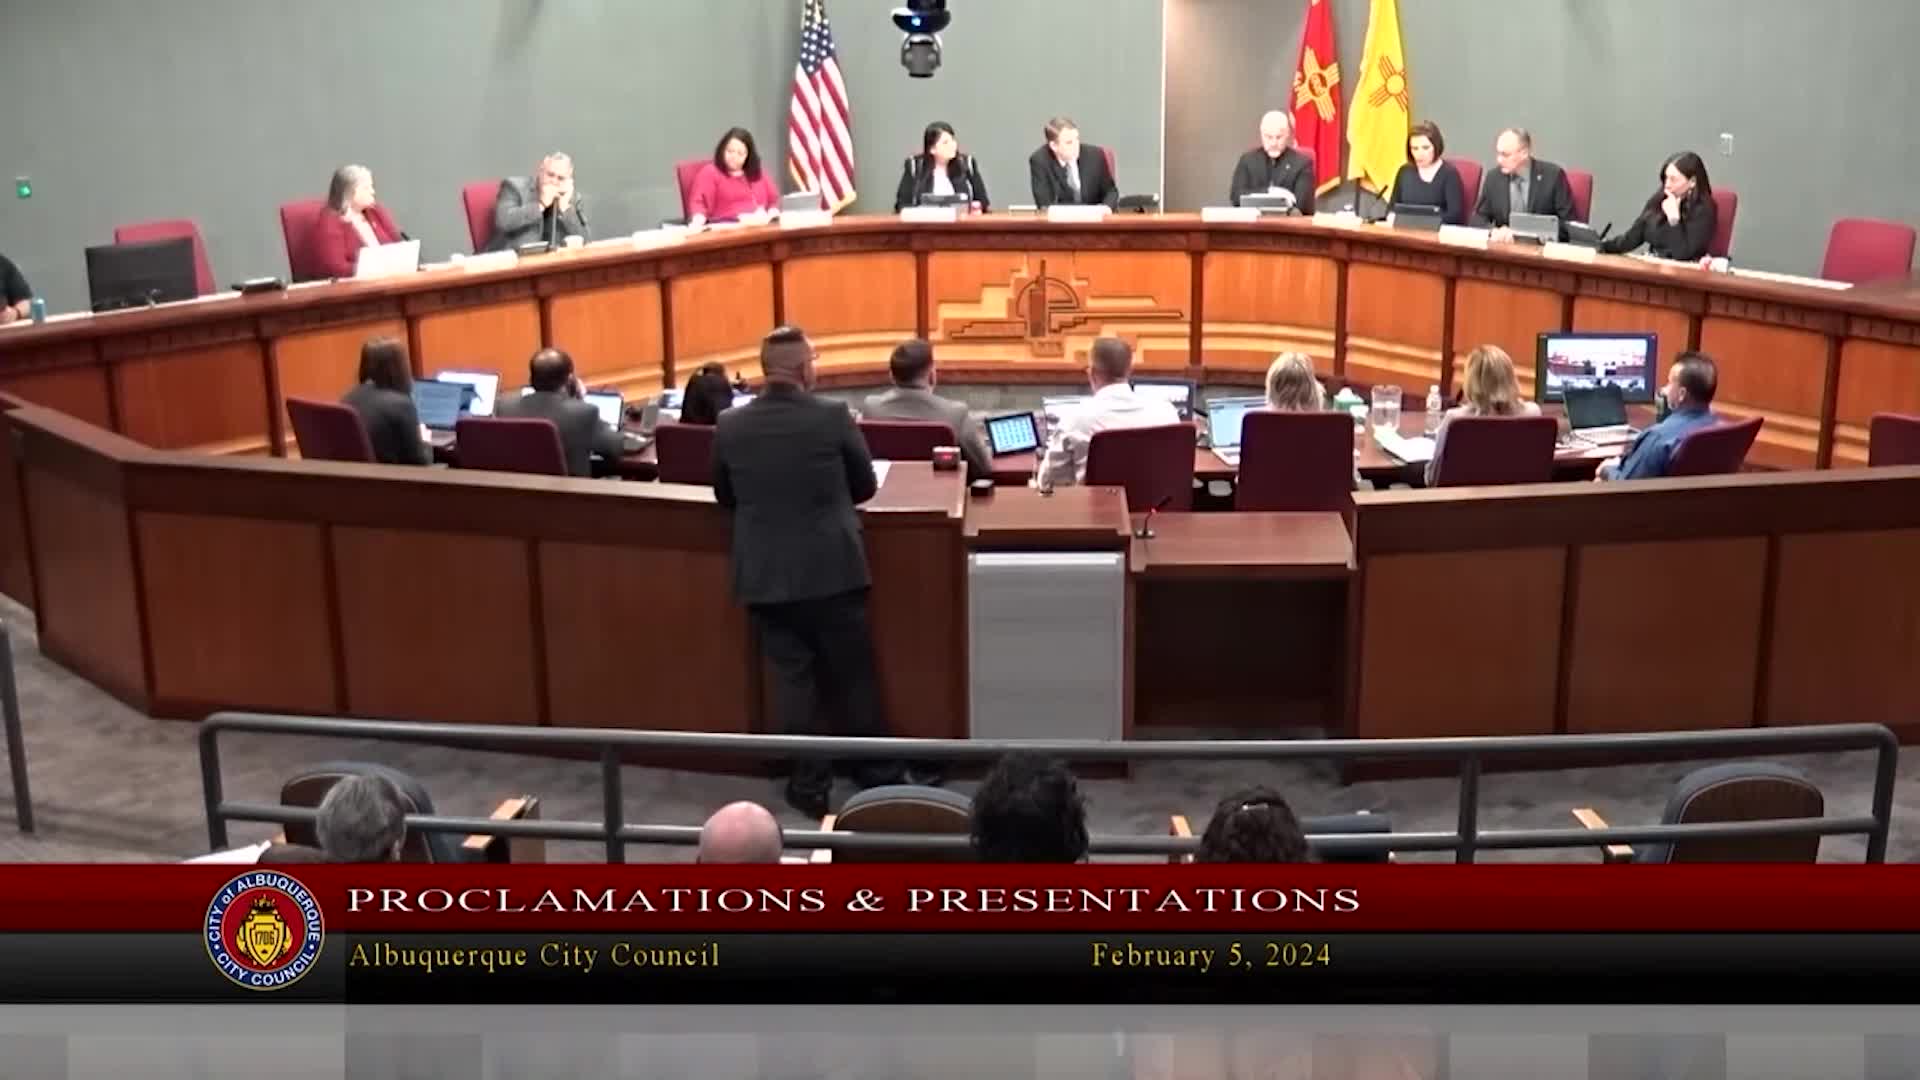 PROCLAMATIONS & PRESENTATIONS
Albuquerque City Council
February 5, 2024
CITY of ALBUQUERQUE
1706
CITY COUNCIL